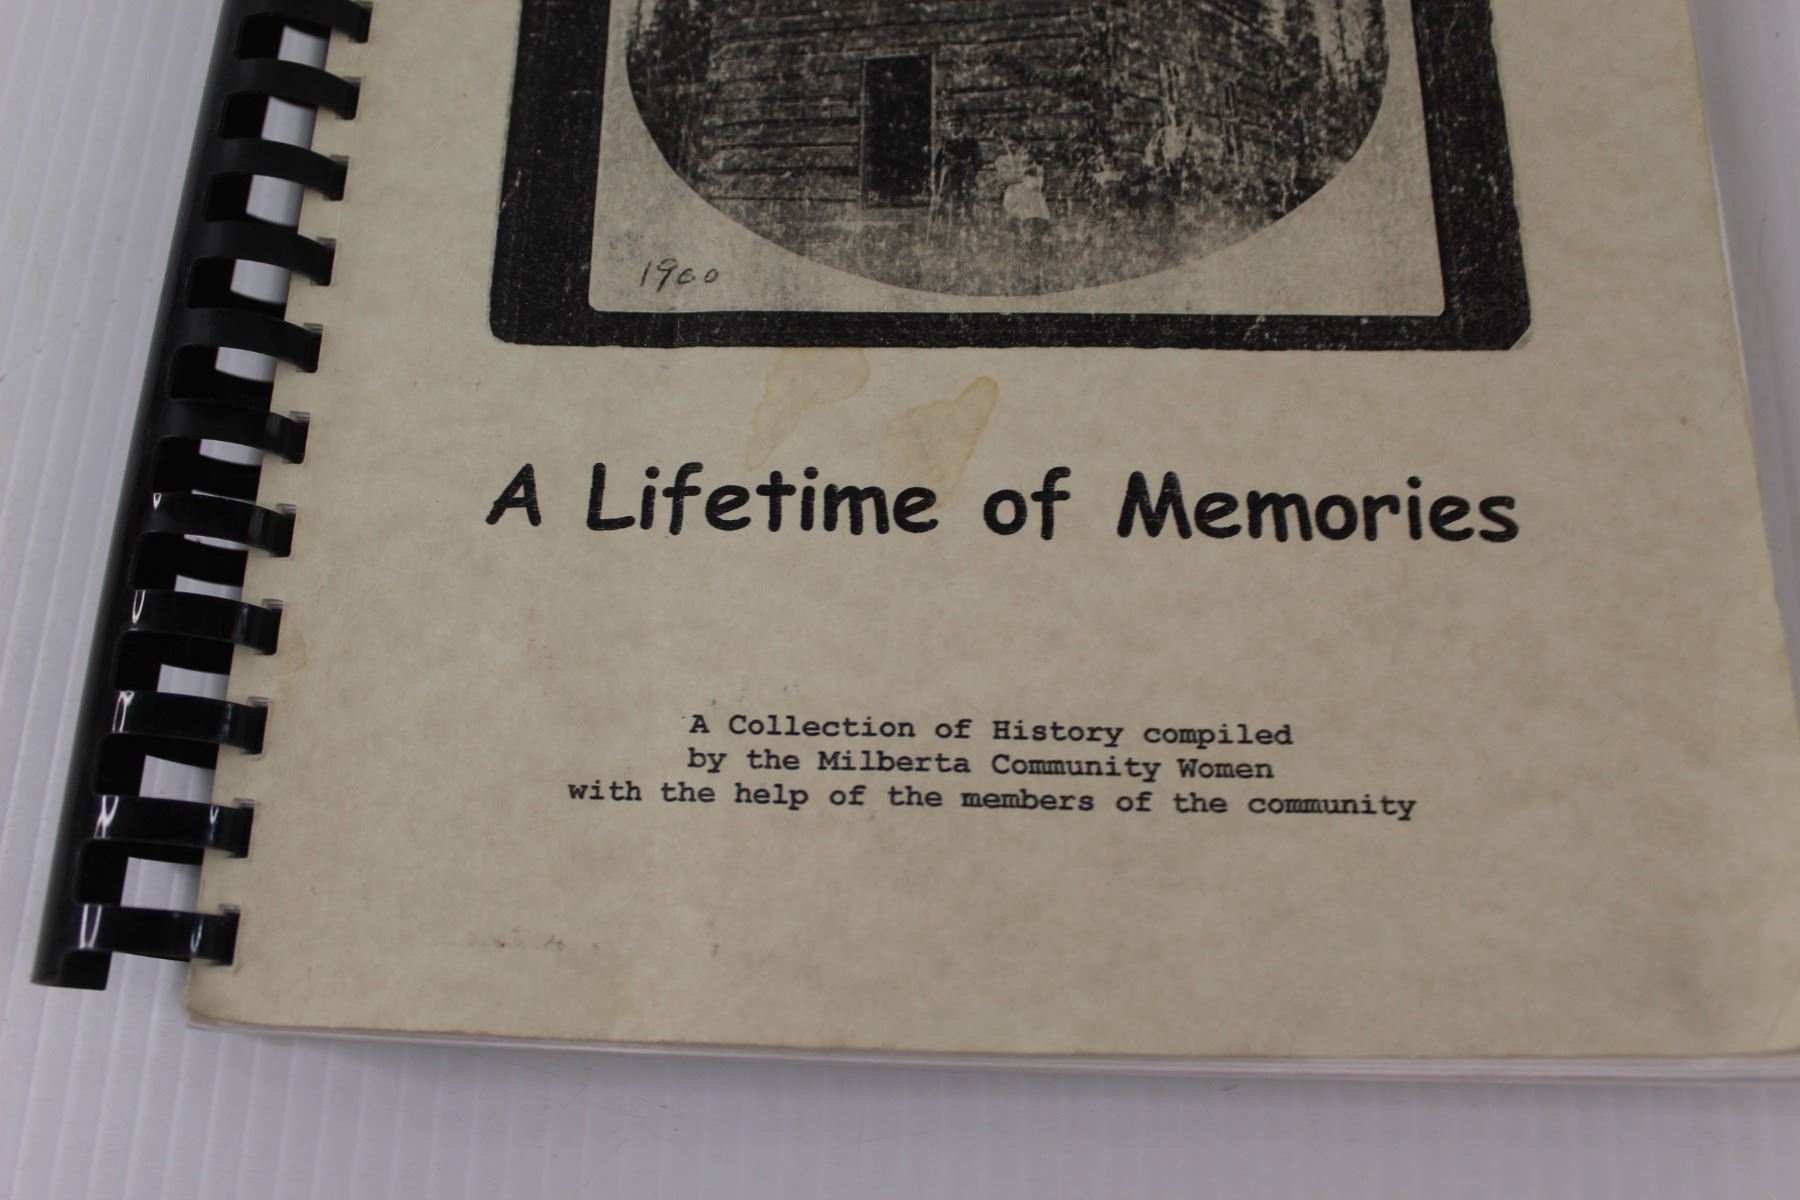 1900
A Lifetime of Memories
A Collection of History compiled
by the Milberta Community Women
with the help of the members of the community